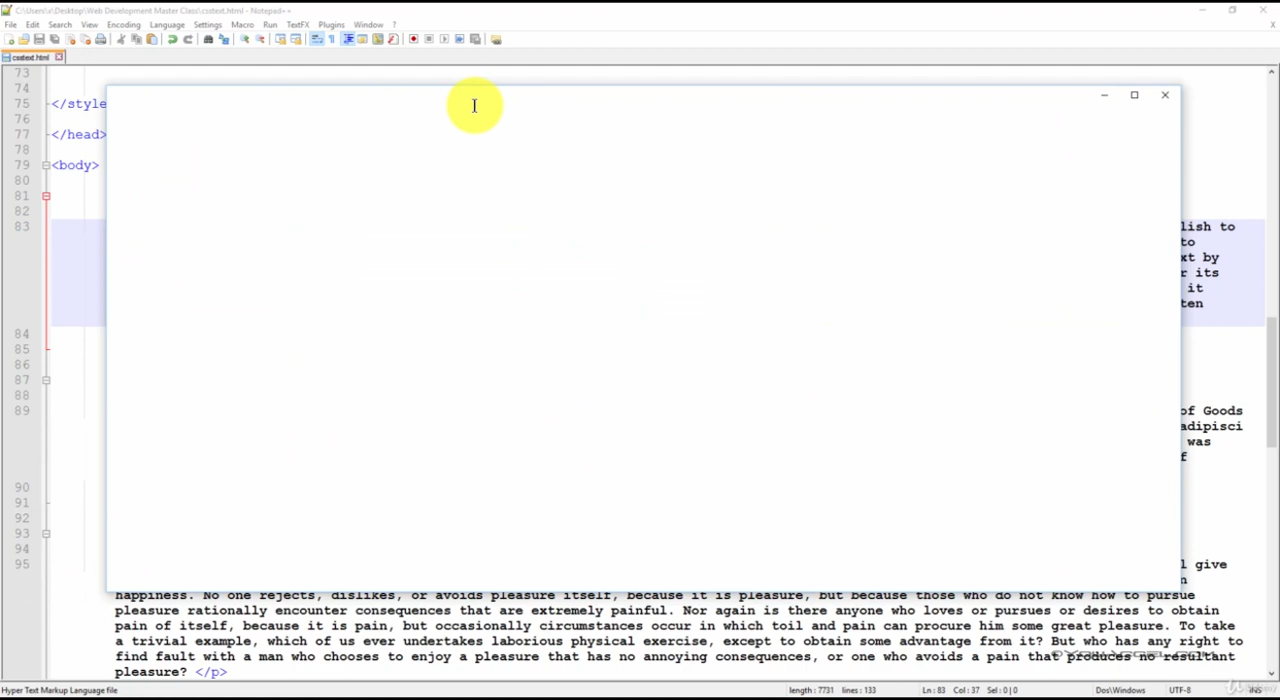 C:\Users\x\Desktop\Web Development Master Class\csstext.html - Notepad++
File Edit Search View Encoding Language Settings Macro Run TextFX Plugins Window ?
csstext.html
73
74
75 </style
76
77 </head>
78
79 <body>
80
81
82
83 lish to
to
xt by
r its
it
ten
84
85
86
87
88
89 of Goods
adipisci
was
f
90
91
92
93
94
95 l give
n
happiness. No one rejects, dislikes, or avoids pleasure itself, because it is pleasure, but because those who do not know how to pursue
pleasure rationally encounter consequences that are extremely painful. Nor again is there anyone who loves or pursues or desires to obtain
pain of itself, because it is pain, but occasionally circumstances occur in which toil and pain can procure him some great pleasure. To take
a trivial example, which of us ever undertakes laborious physical exercise, except to obtain some advantage from it? But who has any right to
find fault with a man who chooses to enjoy a pleasure that has no annoying consequences, or one who avoids a pain that produces no resultant
pleasure? </p>
Hyper Text Markup Language file length : 7731 lines : 133 Ln : 83 Col : 37 Sel : 0 | 0 Dos\Windows UTF-8 INS